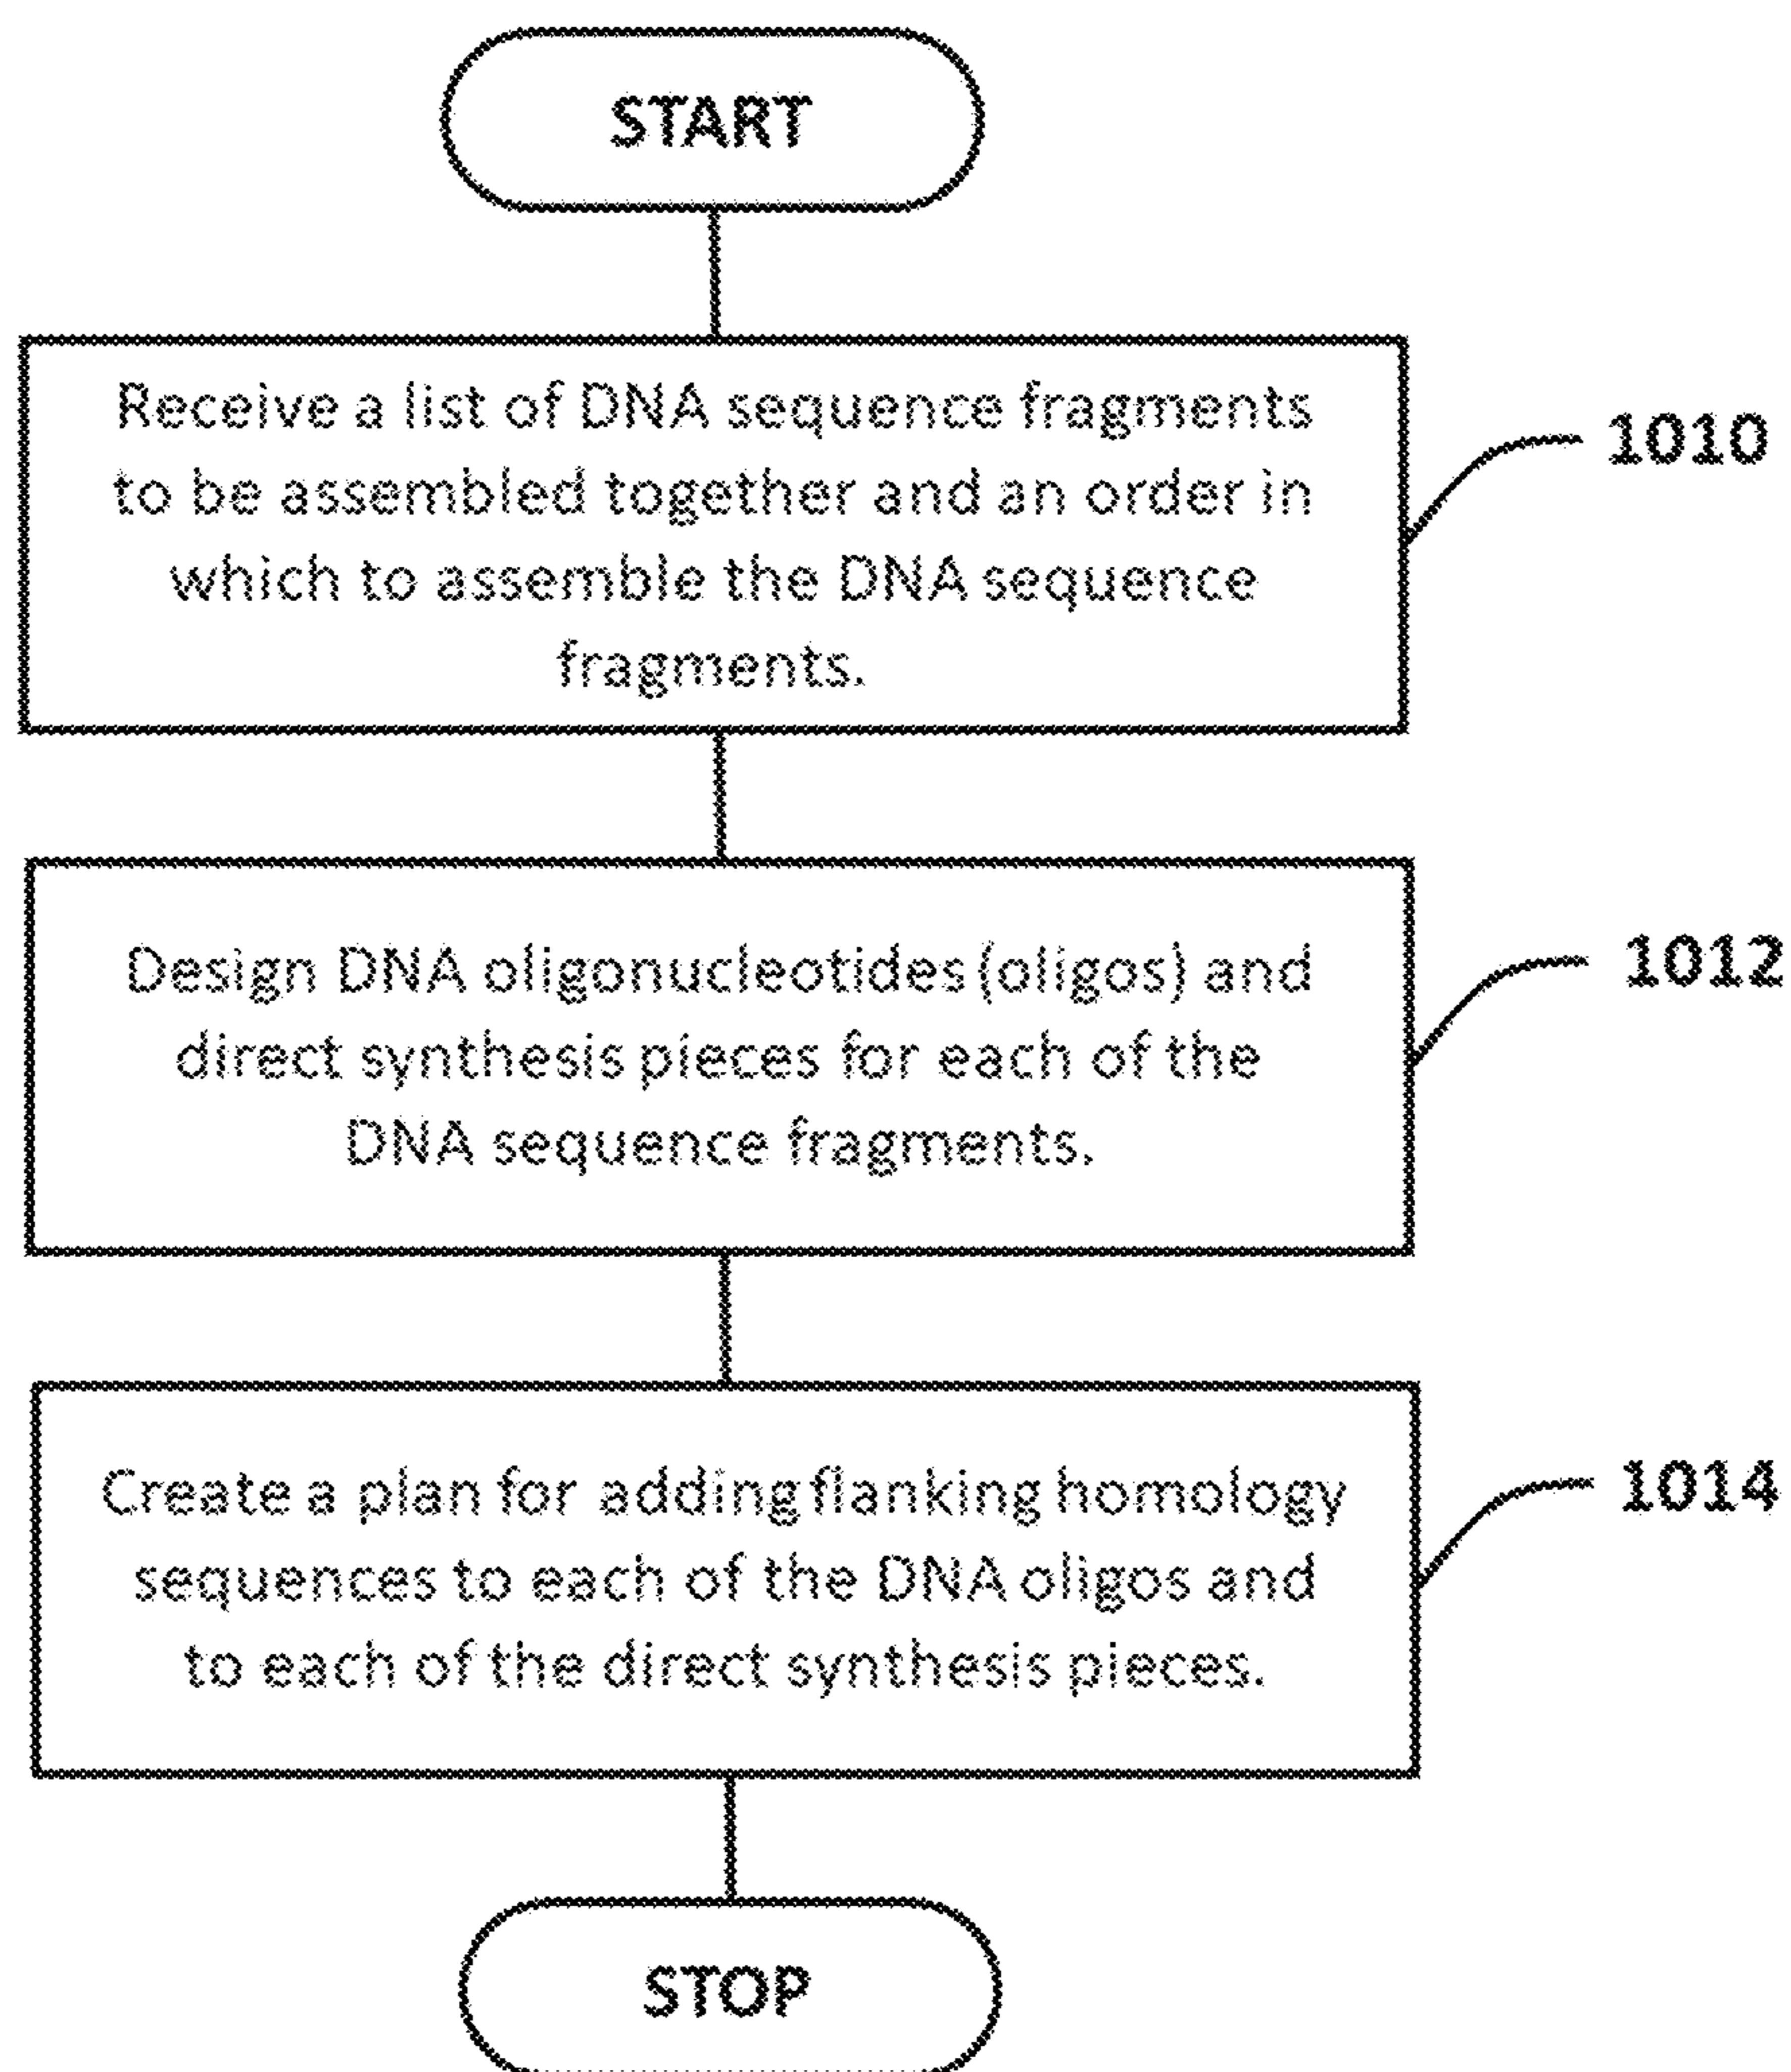 START
Receive a list of DNA sequence fragments
to be assembled together and an order in
which to assemble the DNA sequence
fragments.
1010
Design DNA oligonucleotides (oligos) and
direct synthesis pieces for each of the
DNA sequence fragments.
1012
Create a plan for adding flanking homology
sequences to each of the DNA oligos and
to each of the direct synthesis pieces.
1014
STOP